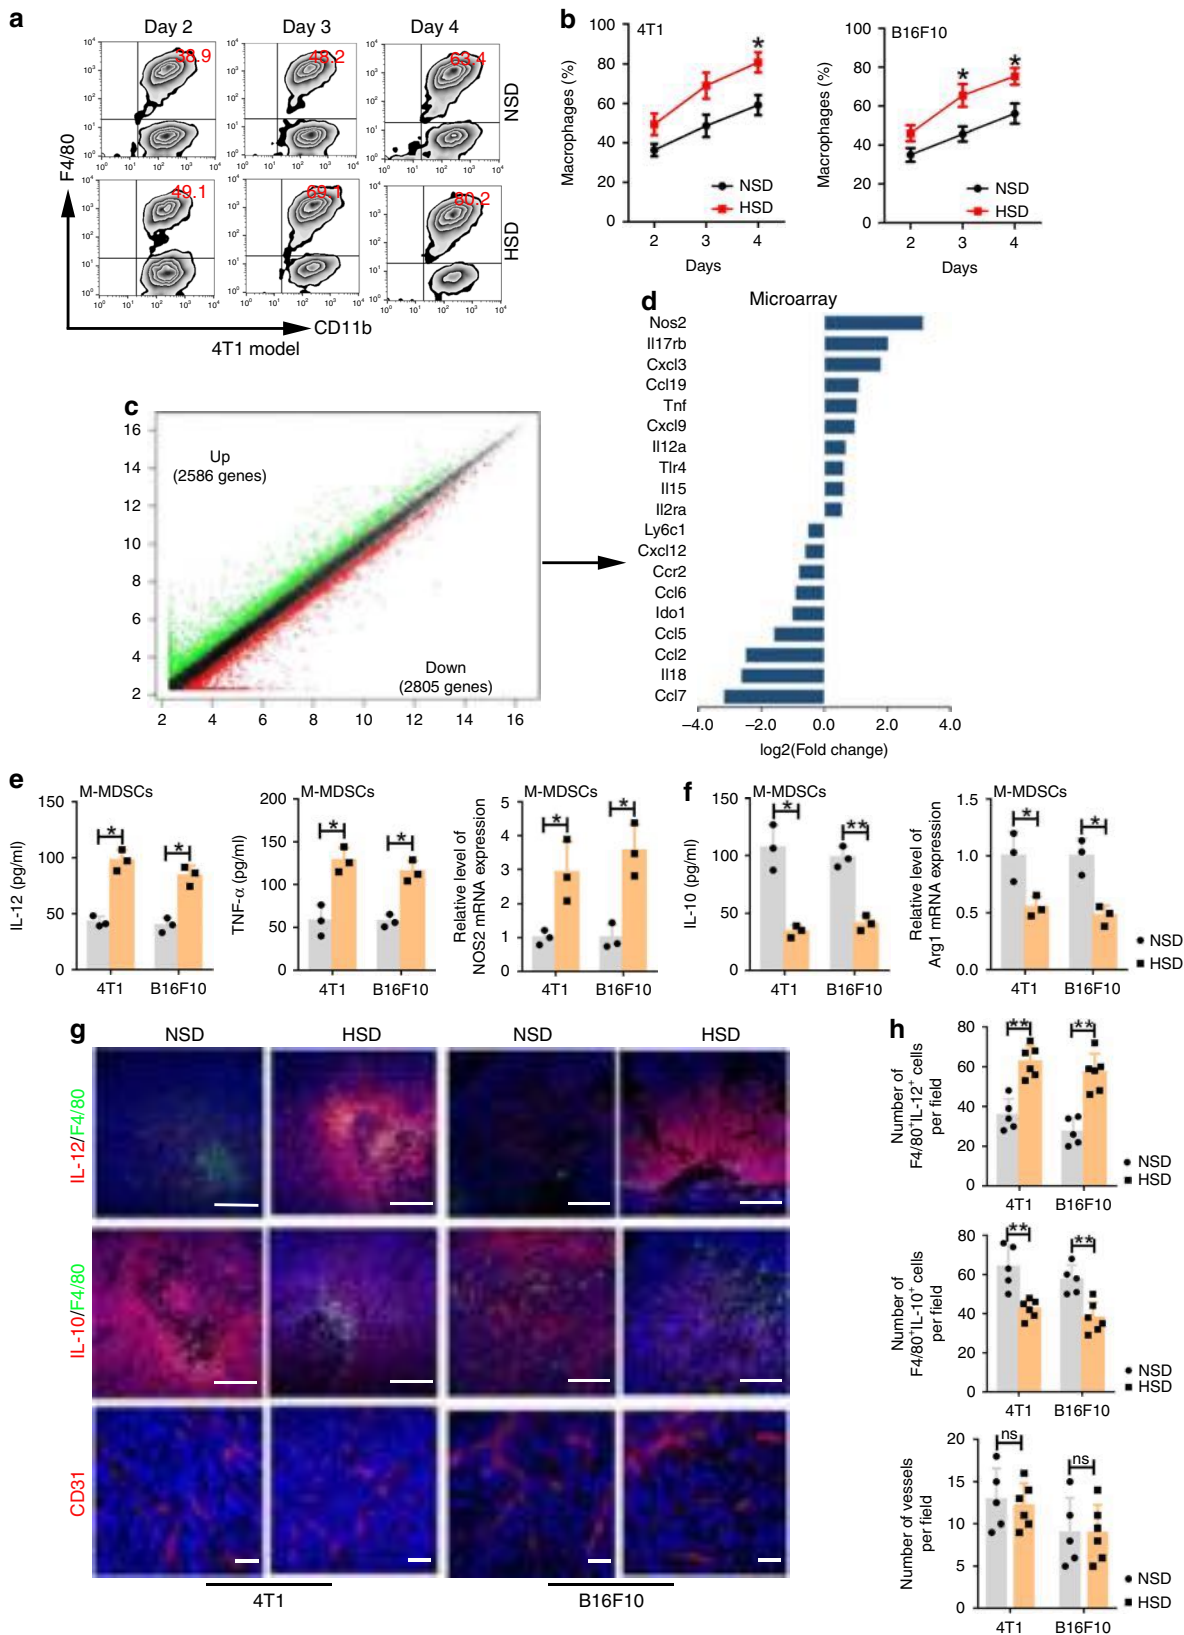 a
Day 2
Day 3
Day 4
38.9
48.2
63.4
NSD
49.1
69.1
80.2
HSD
F4/80
CD11b
4T1 model
b
4T1
Macrophages (%)
100
80
60
40
20
0
NSD
HSD
2
3
4
Days
B16F10
Macrophages (%)
100
80
60
40
20
0
NSD
HSD
2
3
4
Days
c
Up
(2586 genes)
Down
(2805 genes)
16
14
12
10
8
6
4
2
2
4
6
8
10
12
14
16
d
Microarray
Nos2
Il17rb
Cxcl3
Ccl19
Tnf
Cxcl9
Il12a
Tlr4
Il15
Il2ra
Ly6c1
Cxcl12
Ccr2
Ccl6
Ido1
Ccl5
Ccl2
Il18
Ccl7
−4.0
−2.0
0.0
2.0
4.0
log2(Fold change)
e
M-MDSCs
IL-12 (pg/ml)
150
100
50
0
*
*
4T1
B16F10
M-MDSCs
TNF-α (pg/ml)
200
150
100
50
0
*
*
4T1
B16F10
M-MDSCs
Relative level of
NOS2 mRNA expression
5
4
3
2
1
0
*
*
4T1
B16F10
f
M-MDSCs
IL-10 (pg/ml)
150
100
50
0
*
**
4T1
B16F10
Relative level of
Arg1 mRNA expression
1.5
1.0
0.5
0.0
*
*
4T1
B16F10
NSD
HSD
g
NSD
HSD
NSD
HSD
IL-12/F4/80
IL-10/F4/80
CD31
4T1
B16F10
h
Number of
F4/80⁺IL-12⁺ cells
per field
80
60
40
20
0
**
**
4T1
B16F10
NSD
HSD
Number of
F4/80⁺IL-10⁺ cells
per field
80
60
40
20
0
**
**
4T1
B16F10
NSD
HSD
Number of vessels
per field
20
15
10
5
0
ns
ns
4T1
B16F10
NSD
HSD